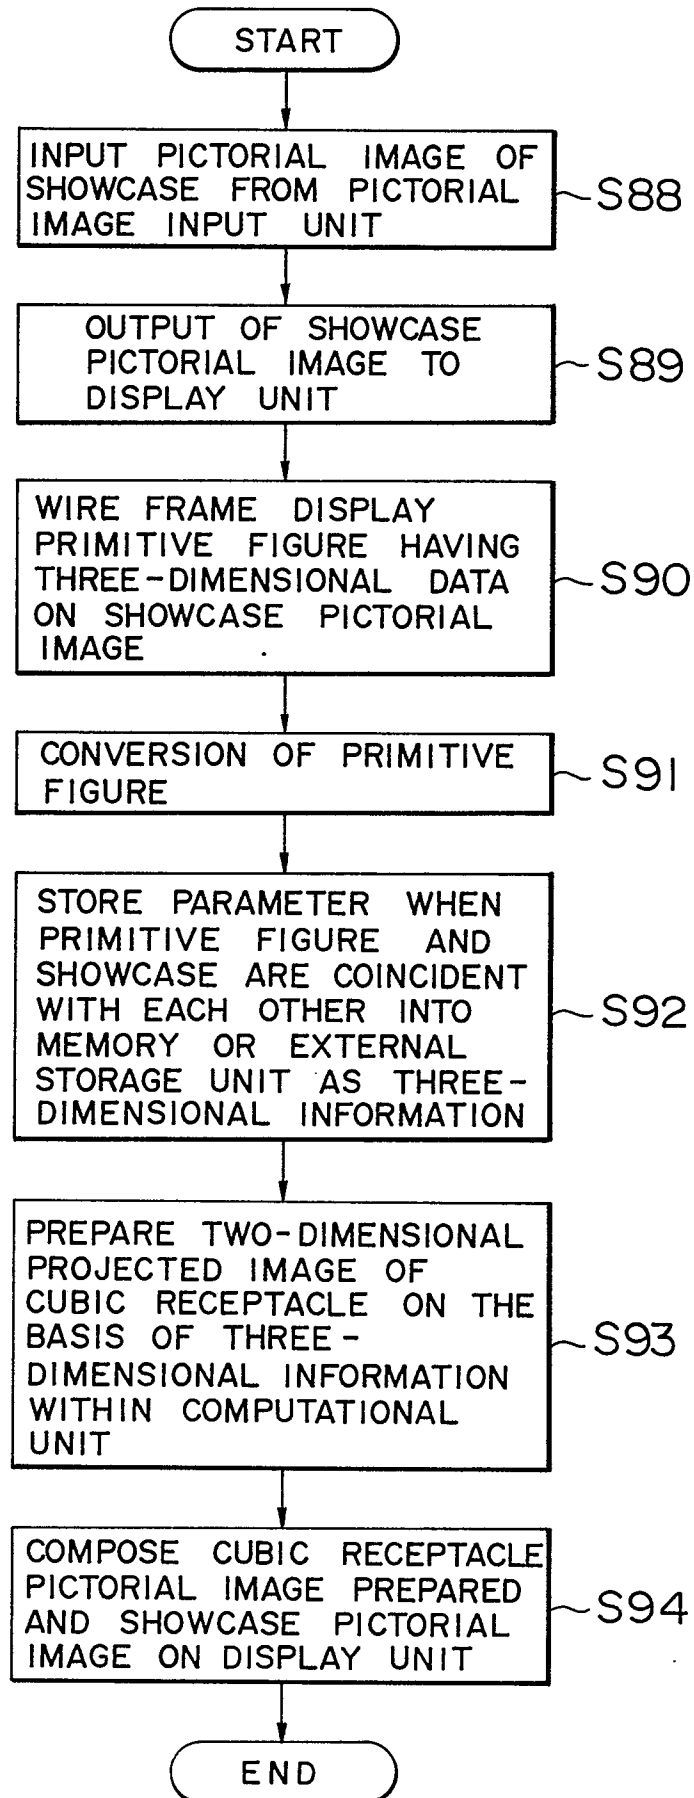 START
INPUT PICTORIAL IMAGE OF
SHOWCASE FROM PICTORIAL
IMAGE INPUT UNIT
S88
OUTPUT OF SHOWCASE
PICTORIAL IMAGE TO
DISPLAY UNIT
S89
WIRE FRAME DISPLAY
PRIMITIVE FIGURE HAVING
THREE-DIMENSIONAL DATA
ON SHOWCASE PICTORIAL
IMAGE
S90
CONVERSION OF PRIMITIVE
FIGURE
S91
STORE PARAMETER WHEN
PRIMITIVE FIGURE AND
SHOWCASE ARE COINCIDENT
WITH EACH OTHER INTO
MEMORY OR EXTERNAL
STORAGE UNIT AS THREE-
DIMENSIONAL INFORMATION
S92
PREPARE TWO-DIMENSIONAL
PROJECTED IMAGE OF
CUBIC RECEPTACLE ON THE
BASIS OF THREE-
DIMENSIONAL INFORMATION
WITHIN COMPUTATIONAL
UNIT
S93
COMPOSE CUBIC RECEPTACLE
PICTORIAL IMAGE PREPARED
AND SHOWCASE PICTORIAL
IMAGE ON DISPLAY UNIT
S94
END